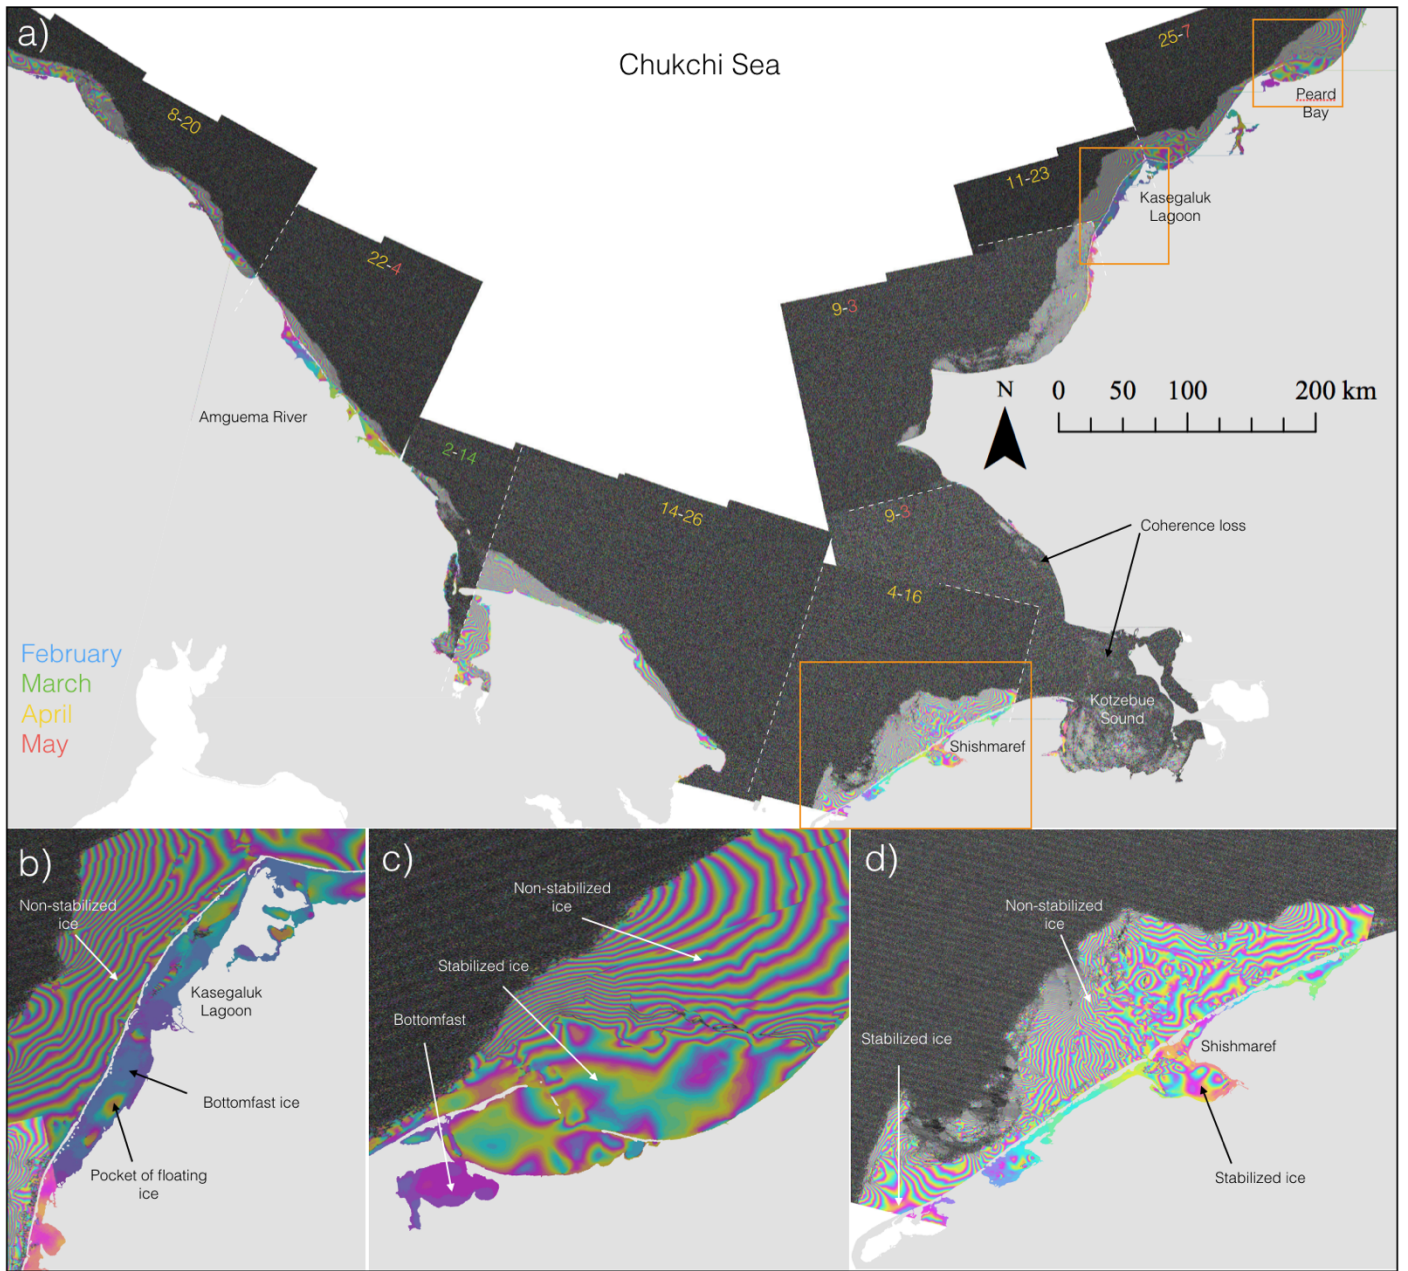 a)
Chukchi Sea
25-7
Peard
Bay
8-20
11-23
Kasegaluk
Lagoon
22-4
9-3
N
0 50 100 200 km
Amguema River
2-14
14-26
9-3
Coherence loss
4-16
February
March
April
May
Kotzebue
Sound
Shishmaref
b)
Non-stabilized
ice
Kasegaluk
Lagoon
Bottomfast ice
Pocket of floating
ice
c)
Non-stabilized
ice
Stabilized ice
Bottomfast
d)
Non-stabilized
ice
Stabilized ice
Shishmaref
Stabilized ice